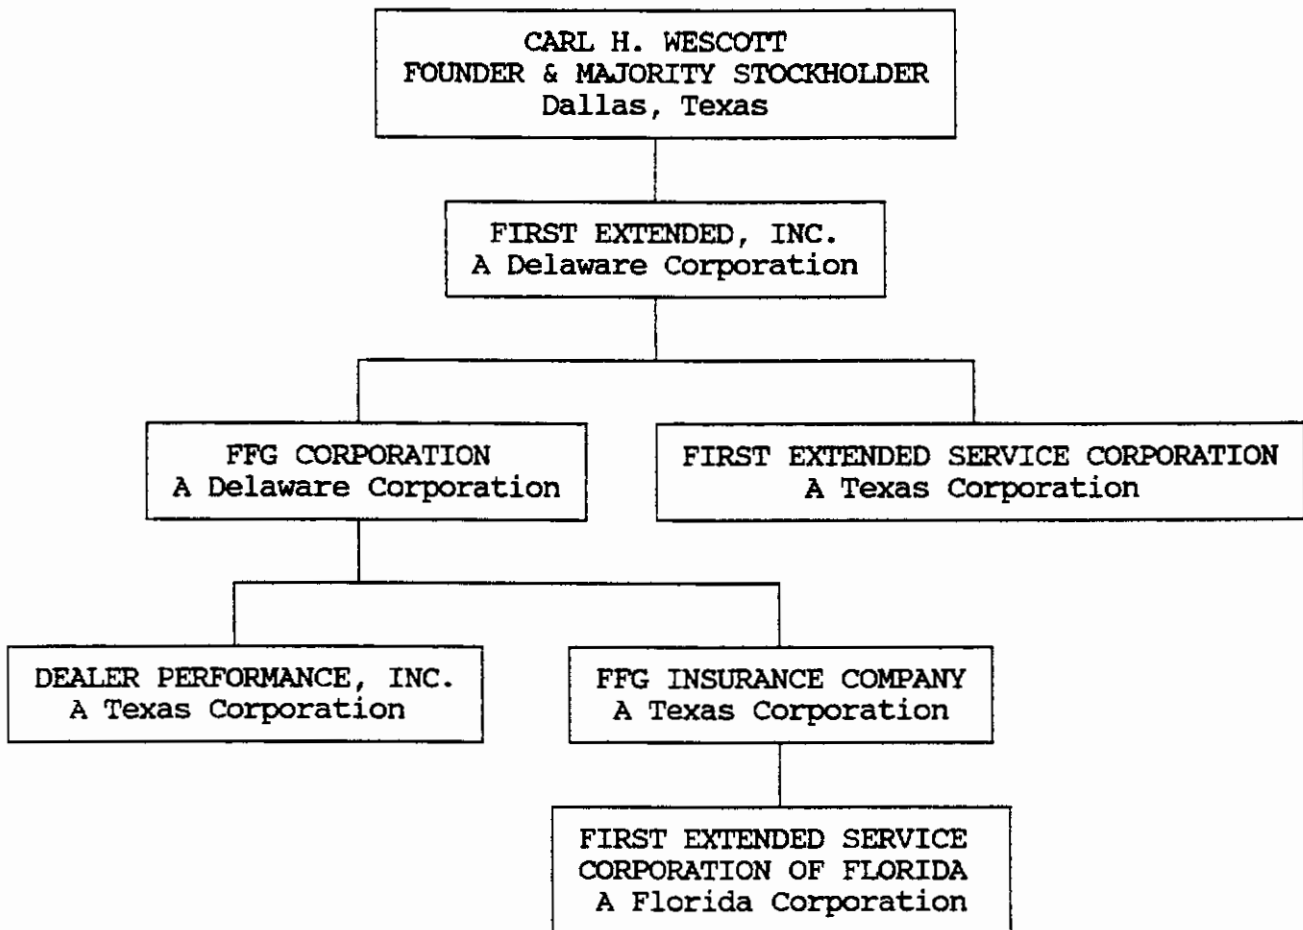 CARL H. WESCOTT
FOUNDER & MAJORITY STOCKHOLDER
Dallas, Texas
FIRST EXTENDED, INC.
A Delaware Corporation
FFG CORPORATION
A Delaware Corporation
FIRST EXTENDED SERVICE CORPORATION
A Texas Corporation
DEALER PERFORMANCE, INC.
A Texas Corporation
FFG INSURANCE COMPANY
A Texas Corporation
FIRST EXTENDED SERVICE
CORPORATION OF FLORIDA
A Florida Corporation